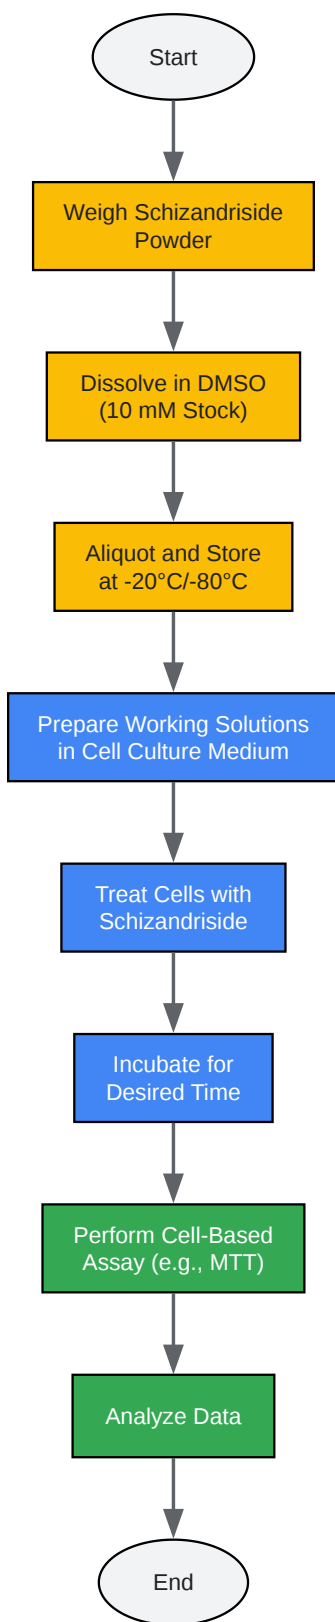 Start
Weigh Schizandriside
Powder
Dissolve in DMSO
(10 mM Stock)
Aliquot and Store
at -20°C/-80°C
Prepare Working Solutions
in Cell Culture Medium
Treat Cells with
Schizandriside
Incubate for
Desired Time
Perform Cell-Based
Assay (e.g., MTT)
Analyze Data
End